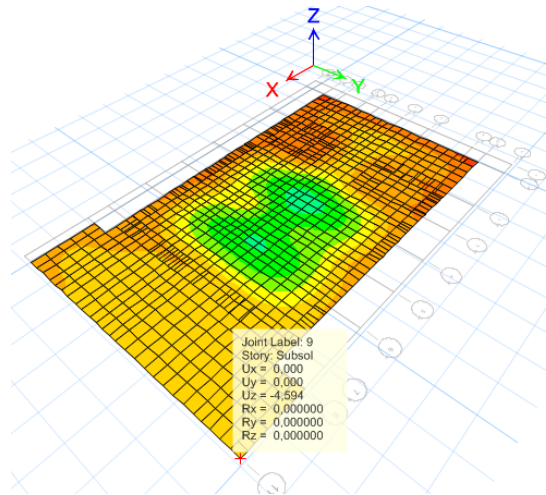 Z
X
Y
Joint Label: 9
Story: Subsol
Ux = 0,000
Uy = 0,000
Uz = -4,594
Rx = 0,000000
Ry = 0,000000
Rz = 0,000000